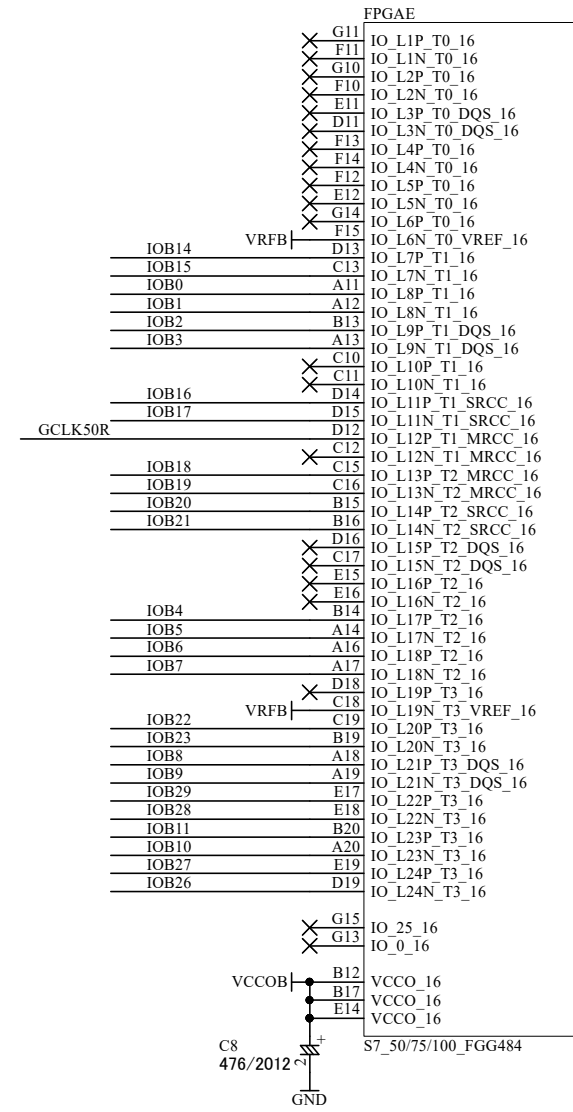 FPGAE
G11 IO_L1P_T0_16
F11 IO_L1N_T0_16
G10 IO_L2P_T0_16
F10 IO_L2N_T0_16
E11 IO_L3P_T0_DQS_16
D11 IO_L3N_T0_DQS_16
F13 IO_L4P_T0_16
F14 IO_L4N_T0_16
F12 IO_L5P_T0_16
E12 IO_L5N_T0_16
G14 IO_L6P_T0_16
VRFB F15 IO_L6N_T0_VREF_16
IOB14 D13 IO_L7P_T1_16
IOB15 C13 IO_L7N_T1_16
IOB0 A11 IO_L8P_T1_16
IOB1 A12 IO_L8N_T1_16
IOB2 B13 IO_L9P_T1_DQS_16
IOB3 A13 IO_L9N_T1_DQS_16
C10 IO_L10P_T1_16
C11 IO_L10N_T1_16
IOB16 D14 IO_L11P_T1_SRCC_16
IOB17 D15 IO_L11N_T1_SRCC_16
GCLK50R D12 IO_L12P_T1_MRCC_16
C12 IO_L12N_T1_MRCC_16
IOB18 C15 IO_L13P_T2_MRCC_16
IOB19 C16 IO_L13N_T2_MRCC_16
IOB20 B15 IO_L14P_T2_SRCC_16
IOB21 B16 IO_L14N_T2_SRCC_16
D16 IO_L15P_T2_DQS_16
C17 IO_L15N_T2_DQS_16
E15 IO_L16P_T2_16
E16 IO_L16N_T2_16
IOB4 B14 IO_L17P_T2_16
IOB5 A14 IO_L17N_T2_16
IOB6 A16 IO_L18P_T2_16
IOB7 A17 IO_L18N_T2_16
D18 IO_L19P_T3_16
VRFB C18 IO_L19N_T3_VREF_16
IOB22 C19 IO_L20P_T3_16
IOB23 B19 IO_L20N_T3_16
IOB8 A18 IO_L21P_T3_DQS_16
IOB9 A19 IO_L21N_T3_DQS_16
IOB29 E17 IO_L22P_T3_16
IOB28 E18 IO_L22N_T3_16
IOB11 B20 IO_L23P_T3_16
IOB10 A20 IO_L23N_T3_16
IOB27 E19 IO_L24P_T3_16
IOB26 D19 IO_L24N_T3_16
G15 IO_25_16
G13 IO_0_16
VCCOB B12 VCCO_16
B17 VCCO_16
E14 VCCO_16
C8 + S7_50/75/100_FGG484
476/2012 2
GND